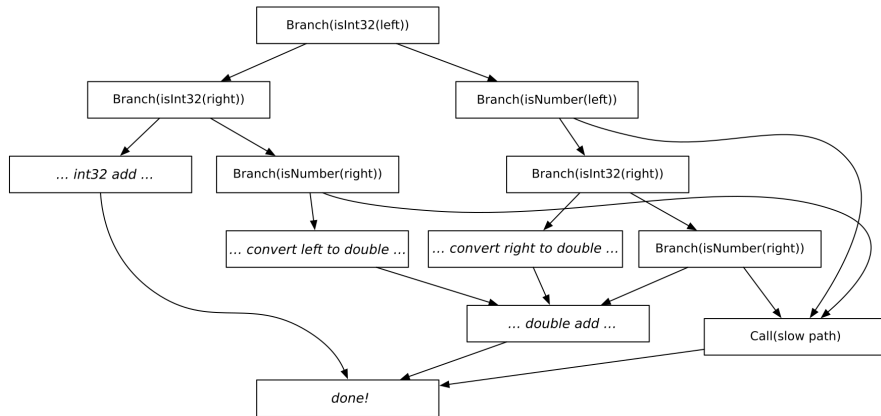 Branch(isInt32(left))
Branch(isInt32(right))
Branch(isNumber(left))
... int32 add ...
Branch(isNumber(right))
Branch(isInt32(right))
... convert left to double ...
... convert right to double ...
Branch(isNumber(right))
... double add ...
Call(slow path)
done!